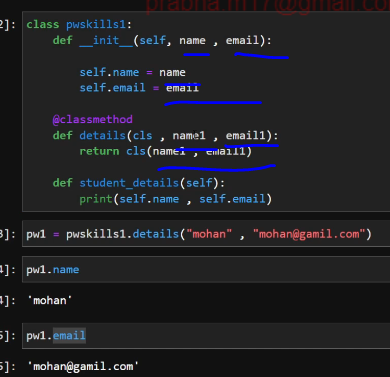 prabha m17@gmail.com
2]: class pwskills1:
def __init__(self, name , email):
self.name = name
self.email = email
@classmethod
def details(cls , name1 , email1):
return cls(name1 , email1)
def student_details(self):
print(self.name , self.email)
3]: pw1 = pwskills1.details("mohan" , "mohan@gamil.com")
4]: pw1.name
4]: 'mohan'
5]: pw1.email
5]: 'mohan@gamil.com'